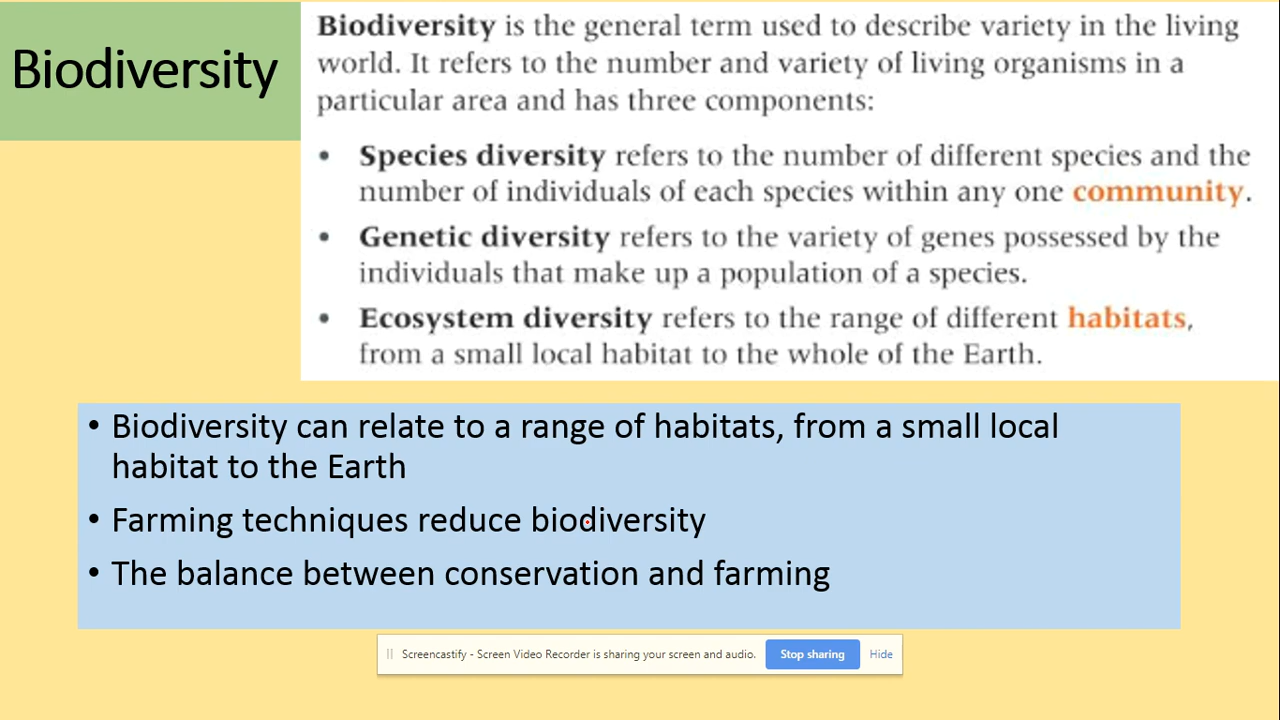 Biodiversity
Biodiversity is the general term used to describe variety in the living
world. It refers to the number and variety of living organisms in a
particular area and has three components:
• Species diversity refers to the number of different species and the
number of individuals of each species within any one community.
• Genetic diversity refers to the variety of genes possessed by the
individuals that make up a population of a species.
• Ecosystem diversity refers to the range of different habitats,
from a small local habitat to the whole of the Earth.
• Biodiversity can relate to a range of habitats, from a small local
habitat to the Earth
• Farming techniques reduce biodiversity
• The balance between conservation and farming
Screencastify - Screen Video Recorder is sharing your screen and audio.
Stop sharing
Hide